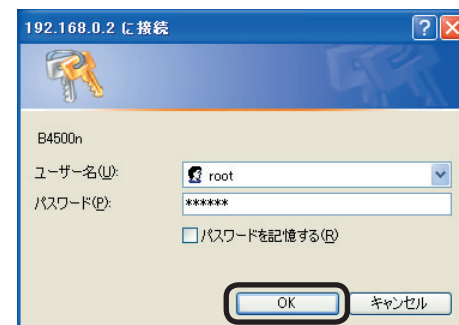 192.168.0.2 に接続
B4500n
ユーザー名(U): root
パスワード(P): ******
パスワードを記憶する(R)
OK キャンセル